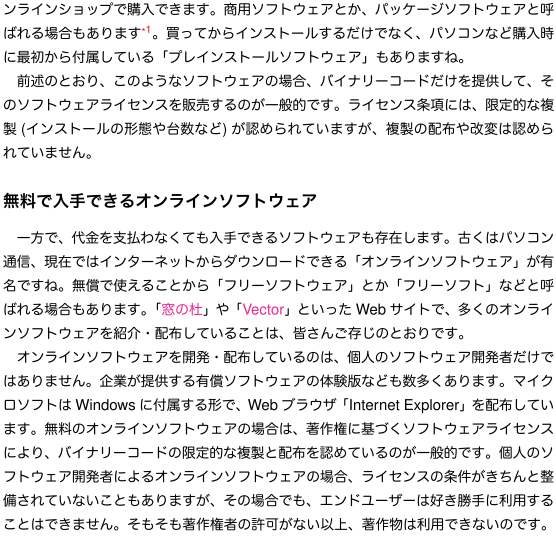 ンラインショップで購入できます。商用ソフトウェアとか、パッケージソフトウェアと呼
ばれる場合もあります*1。買ってからインストールするだけでなく、パソコンなど購入時
に最初から付属している「プレインストールソフトウェア」もありますね。
前述のとおり、このようなソフトウェアの場合、バイナリーコードだけを提供して、そ
のソフトウェアライセンスを販売するのが一般的です。ライセンス条項には、限定的な複
製 (インストールの形態や台数など) が認められていますが、複製の配布や改変は認めら
れていません。
無料で入手できるオンラインソフトウェア
一方で、代金を支払わなくても入手できるソフトウェアも存在します。古くはパソコン
通信、現在ではインターネットからダウンロードできる「オンラインソフトウェア」が有
名ですね。無償で使えることから「フリーソフトウェア」とか「フリーソフト」などと呼
ばれる場合もあります。「窓の杜」や「Vector」といった Web サイトで、多くのオンライ
ンソフトウェアを紹介・配布していることは、皆さんご存じのとおりです。
オンラインソフトウェアを開発・配布しているのは、個人のソフトウェア開発者だけで
はありません。企業が提供する有償ソフトウェアの体験版なども数多くあります。マイク
ロソフトは Windows に付属する形で、Web ブラウザ「Internet Explorer」を配布してい
ます。無料のオンラインソフトウェアの場合は、著作権に基づくソフトウェアライセンス
により、バイナリーコードの限定的な複製と配布を認めているのが一般的です。個人のソ
フトウェア開発者によるオンラインソフトウェアの場合、ライセンスの条件がきちんと整
備されていないこともありますが、その場合でも、エンドユーザーは好き勝手に利用する
ことはできません。そもそも著作権者の許可がない以上、著作物は利用できないのです。